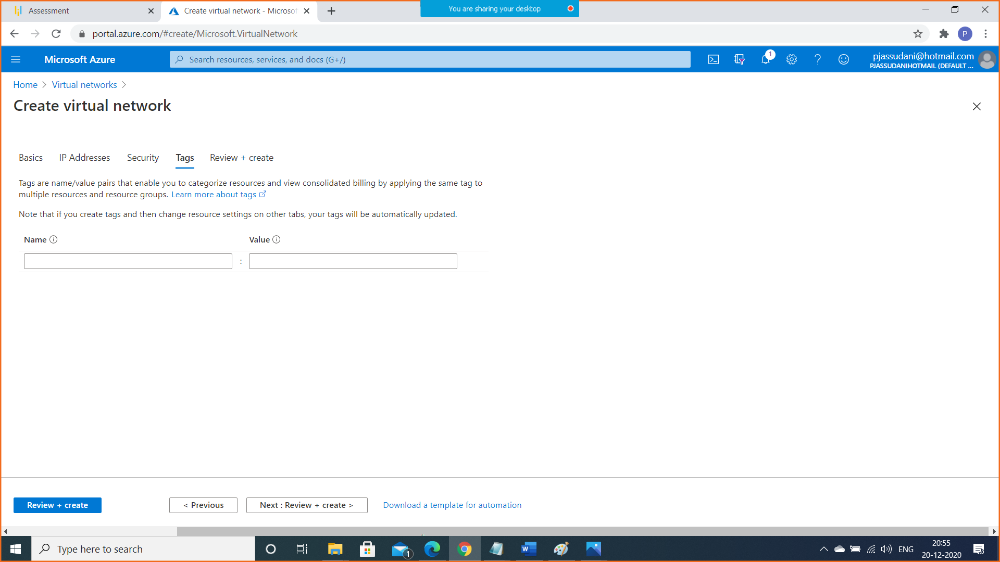 Assessment
Create virtual network - Microsof
You are sharing your desktop
portal.azure.com/#create/Microsoft.VirtualNetwork
P
Microsoft Azure
Search resources, services, and docs (G+/)
1
pjassudani@hotmail.com
PJASSUDANIHOTMAIL (DEFAULT ...
Home > Virtual networks >
Create virtual network
Basics
IP Addresses
Security
Tags
Review + create
Tags are name/value pairs that enable you to categorize resources and view consolidated billing by applying the same tag to
multiple resources and resource groups. Learn more about tags
Note that if you create tags and then change resource settings on other tabs, your tags will be automatically updated.
Name
Value
:
Review + create
< Previous
Next : Review + create >
Download a template for automation
Type here to search
1
ENG
20:55
20-12-2020